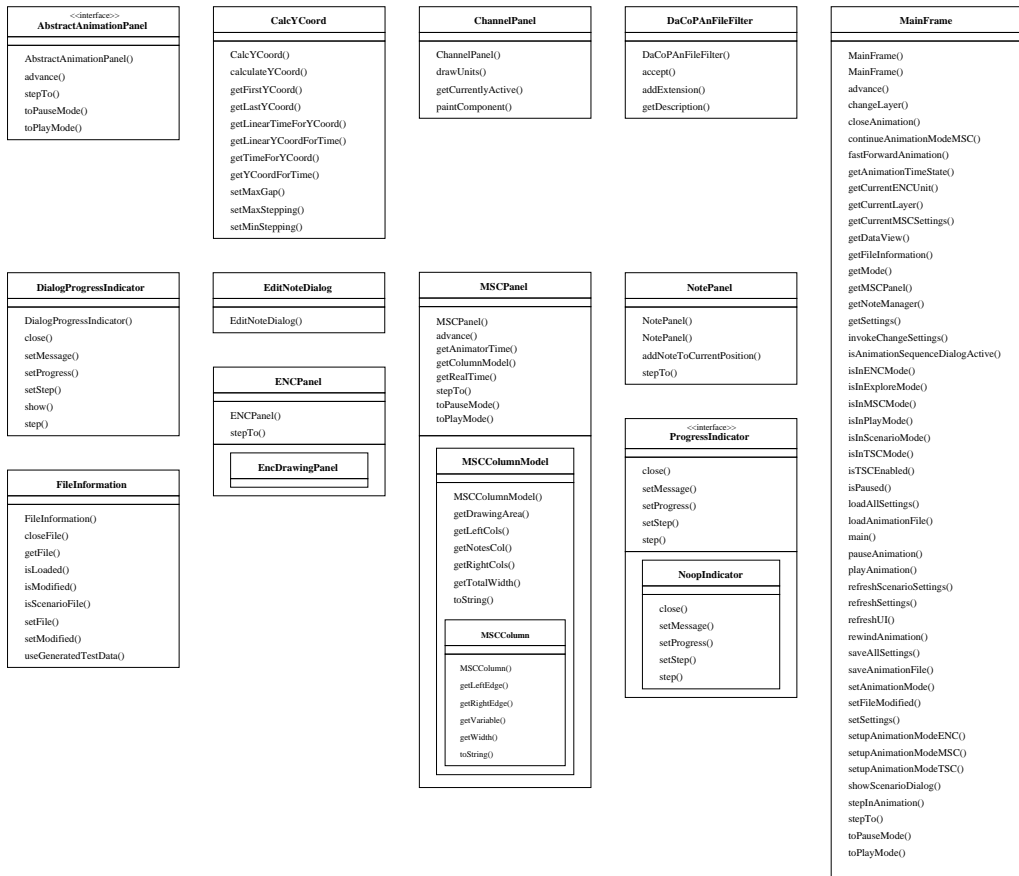 <<interface>>
AbstractAnimationPanel
AbstractAnimationPanel()
advance()
stepTo()
toPauseMode()
toPlayMode()
CalcYCoord
CalcYCoord()
calculateYCoord()
getFirstYCoord()
getLastYCoord()
getLinearTimeForYCoord()
getLinearYCoordForTime()
getTimeForYCoord()
getYCoordForTime()
setMaxGap()
setMaxStepping()
setMinStepping()
ChannelPanel
ChannelPanel()
drawUnits()
getCurrentlyActive()
paintComponent()
DaCoPAnFileFilter
DaCoPAnFileFilter()
accept()
addExtension()
getDescription()
MainFrame
MainFrame()
MainFrame()
advance()
changeLayer()
closeAnimation()
continueAnimationModeMSC()
fastForwardAnimation()
getAnimationTimeState()
getCurrentENCUnit()
getCurrentLayer()
getCurrentMSCSettings()
getDataView()
getFileInformation()
getMode()
getMSCPanel()
getNoteManager()
getSettings()
invokeChangeSettings()
isAnimationSequenceDialogActive()
isInENCMode()
isInExploreMode()
isInMSCMode()
isInPlayMode()
isInScenarioMode()
isInTSCMode()
isTSCEnabled()
isPaused()
loadAllSettings()
loadAnimationFile()
main()
pauseAnimation()
playAnimation()
refreshScenarioSettings()
refreshSettings()
refreshUI()
rewindAnimation()
saveAllSettings()
saveAnimationFile()
setAnimationMode()
setFileModified()
setSettings()
setupAnimationModeENC()
setupAnimationModeMSC()
setupAnimationModeTSC()
showScenarioDialog()
stepInAnimation()
stepTo()
toPauseMode()
toPlayMode()
DialogProgressIndicator
DialogProgressIndicator()
close()
setMessage()
setProgress()
setStep()
show()
step()
EditNoteDialog
EditNoteDialog()
ENCPanel
ENCPanel()
stepTo()
EncDrawingPanel
MSCPanel
MSCPanel()
advance()
getAnimatorTime()
getColumnModel()
getRealTime()
stepTo()
toPauseMode()
toPlayMode()
MSCColumnModel
MSCColumnModel()
getDrawingArea()
getLeftCols()
getNotesCol()
getRightCols()
getTotalWidth()
toString()
MSCColumn
MSCColumn()
getLeftEdge()
getRightEdge()
getVariable()
getWidth()
toString()
NotePanel
NotePanel()
NotePanel()
addNoteToCurrentPosition()
stepTo()
<<interface>>
ProgressIndicator
close()
setMessage()
setProgress()
setStep()
step()
NoopIndicator
close()
setMessage()
setProgress()
setStep()
step()
FileInformation
FileInformation()
closeFile()
getFile()
isLoaded()
isModified()
isScenarioFile()
setFile()
setModified()
useGeneratedTestData()